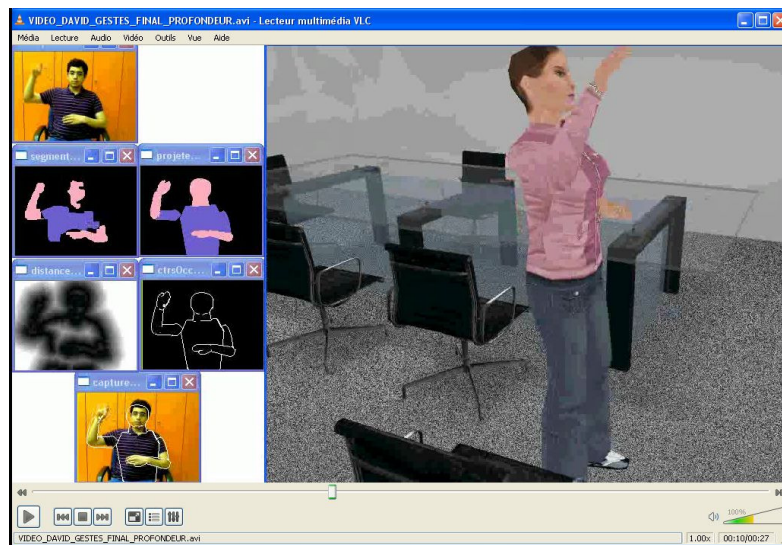 VIDEO_DAVID_GESTES_FINAL_PROFONDEUR.avi - Lecteur multimédia VLC
Média Lecture Audio Vidéo Outils Vue Aide
segment... projete...
distance... ctrsOcc...
capture...
100%
VIDEO_DAVID_GESTES_FINAL_PROFONDEUR.avi 1.00x 00:10/00:27